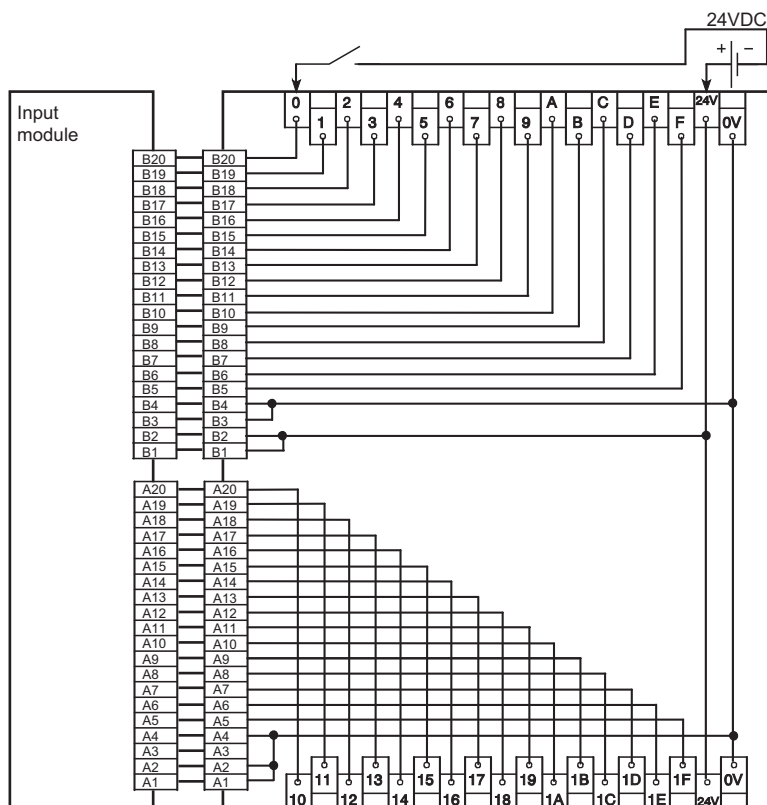 24VDC
+ −
Input
module
0 2 4 6 8 A C E 24V
1 3 5 7 9 B D F 0V
B20 B20
B19 B19
B18 B18
B17 B17
B16 B16
B15 B15
B14 B14
B13 B13
B12 B12
B11 B11
B10 B10
B9 B9
B8 B8
B7 B7
B6 B6
B5 B5
B4 B4
B3 B3
B2 B2
B1 B1
A20 A20
A19 A19
A18 A18
A17 A17
A16 A16
A15 A15
A14 A14
A13 A13
A12 A12
A11 A11
A10 A10
A9 A9
A8 A8
A7 A7
A6 A6
A5 A5
A4 A4
A3 A3
A2 A2
A1 A1
11 13 15 17 19 1B 1D 1F 0V
10 12 14 16 18 1A 1C 1E 24V